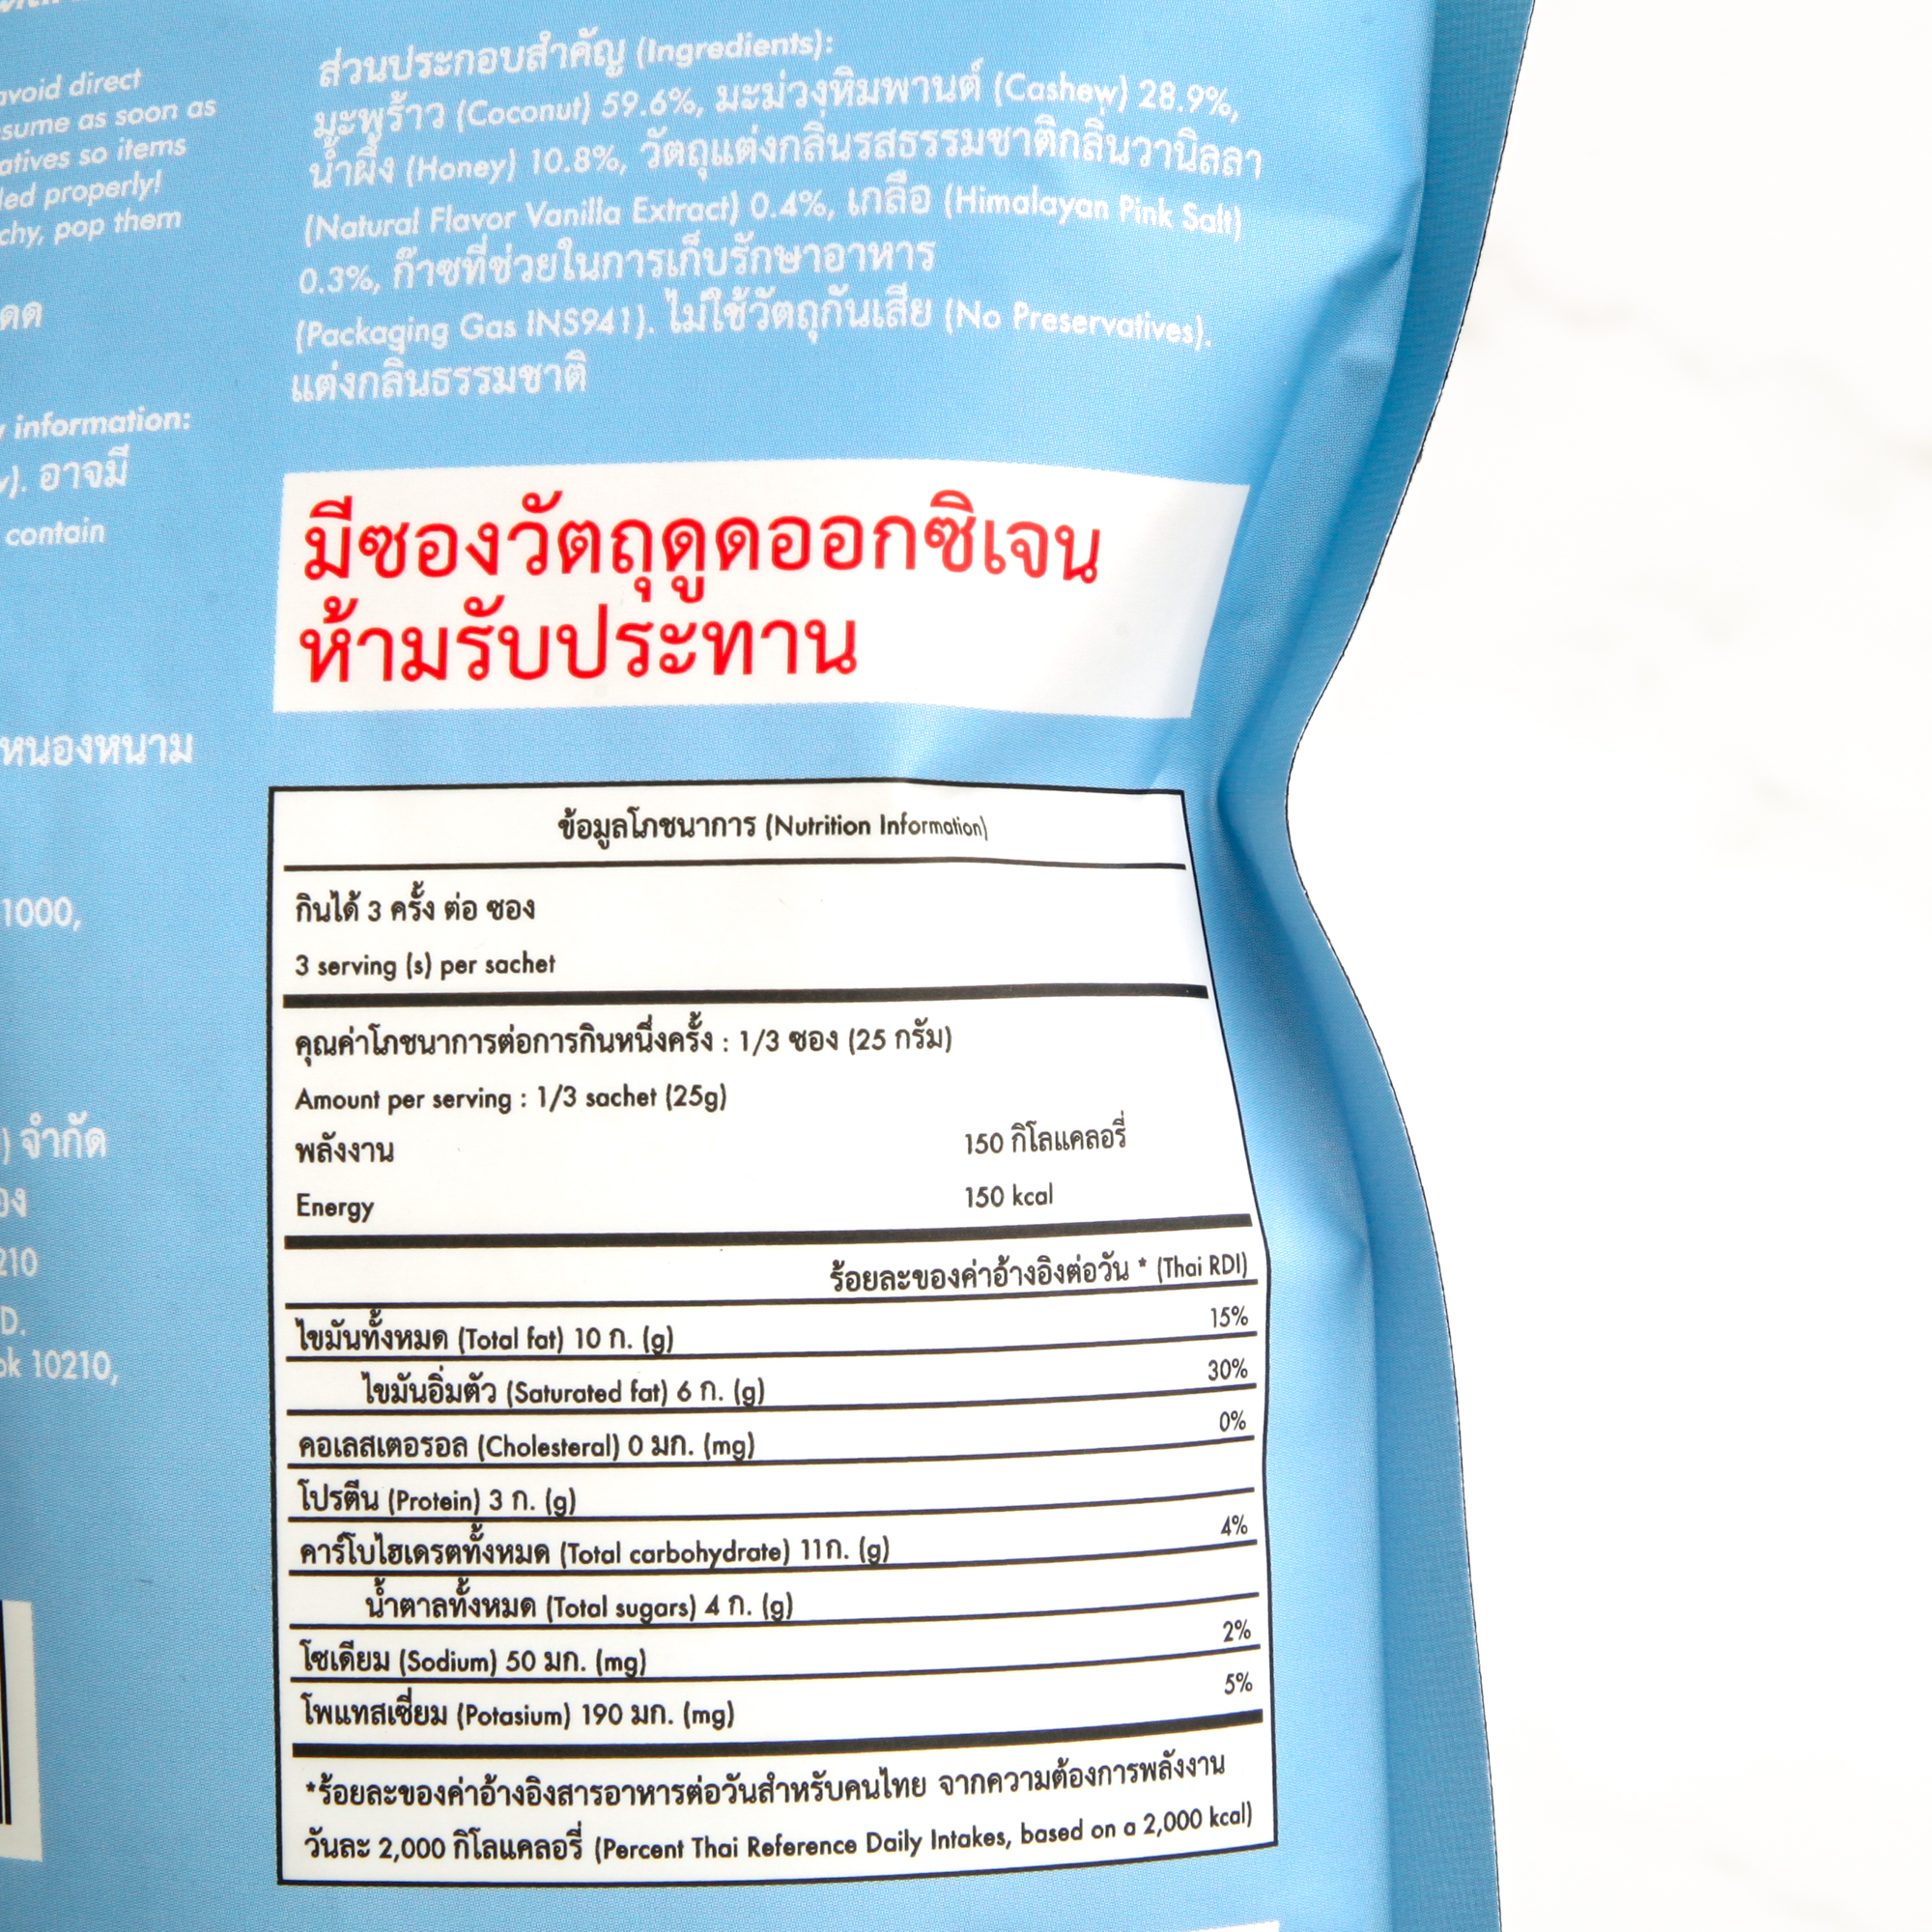 avoid direct
sume as soon as
atives so items
led properly!
chy, pop them
information:
อาจมี
contain
หนองหนาม
1000,
จำกัด
210
D.
10210,
ส่วนประกอบสำคัญ (Ingredients):
มะพร้าว (Coconut) 59.6%, มะม่วงหิมพานต์ (Cashew) 28.9%,
น้ำผึ้ง (Honey) 10.8%, วัตถุแต่งกลิ่นรสธรรมชาติกลิ่นวานิลลา
(Natural Flavor Vanilla Extract) 0.4%, เกลือ (Himalayan Pink Salt)
0.3%, ก๊าซที่ช่วยในการเก็บรักษาอาหาร
(Packaging Gas INS941). ไม่ใช้วัตถุกันเสีย (No Preservatives).
แต่งกลิ่นธรรมชาติ
มีซองวัตถุดูดออกซิเจน
ห้ามรับประทาน
ข้อมูลโภชนาการ (Nutrition Information)
กินได้ 3 ครั้ง ต่อ ซอง
3 serving (s) per sachet
คุณค่าโภชนาการต่อการกินหนึ่งครั้ง : 1/3 ซอง (25 กรัม)
Amount per serving : 1/3 sachet (25g)
พลังงาน 150 กิโลแคลอรี่
Energy 150 kcal
ร้อยละของค่าอ้างอิงต่อวัน * (Thai RDI)
ไขมันทั้งหมด (Total fat) 10 ก. (g) 15%
ไขมันอิ่มตัว (Saturated fat) 6 ก. (g) 30%
คอเลสเตอรอล (Cholesteral) 0 มก. (mg) 0%
โปรตีน (Protein) 3 ก. (g)
คาร์โบไฮเดรตทั้งหมด (Total carbohydrate) 11ก. (g) 4%
น้ำตาลทั้งหมด (Total sugars) 4 ก. (g)
โซเดียม (Sodium) 50 มก. (mg) 2%
โพแทสเซี่ยม (Potasium) 190 มก. (mg) 5%
*ร้อยละของค่าอ้างอิงสารอาหารต่อวันสำหรับคนไทย จากความต้องการพลังงาน
วันละ 2,000 กิโลแคลอรี่ (Percent Thai Reference Daily Intakes, based on a 2,000 kcal)